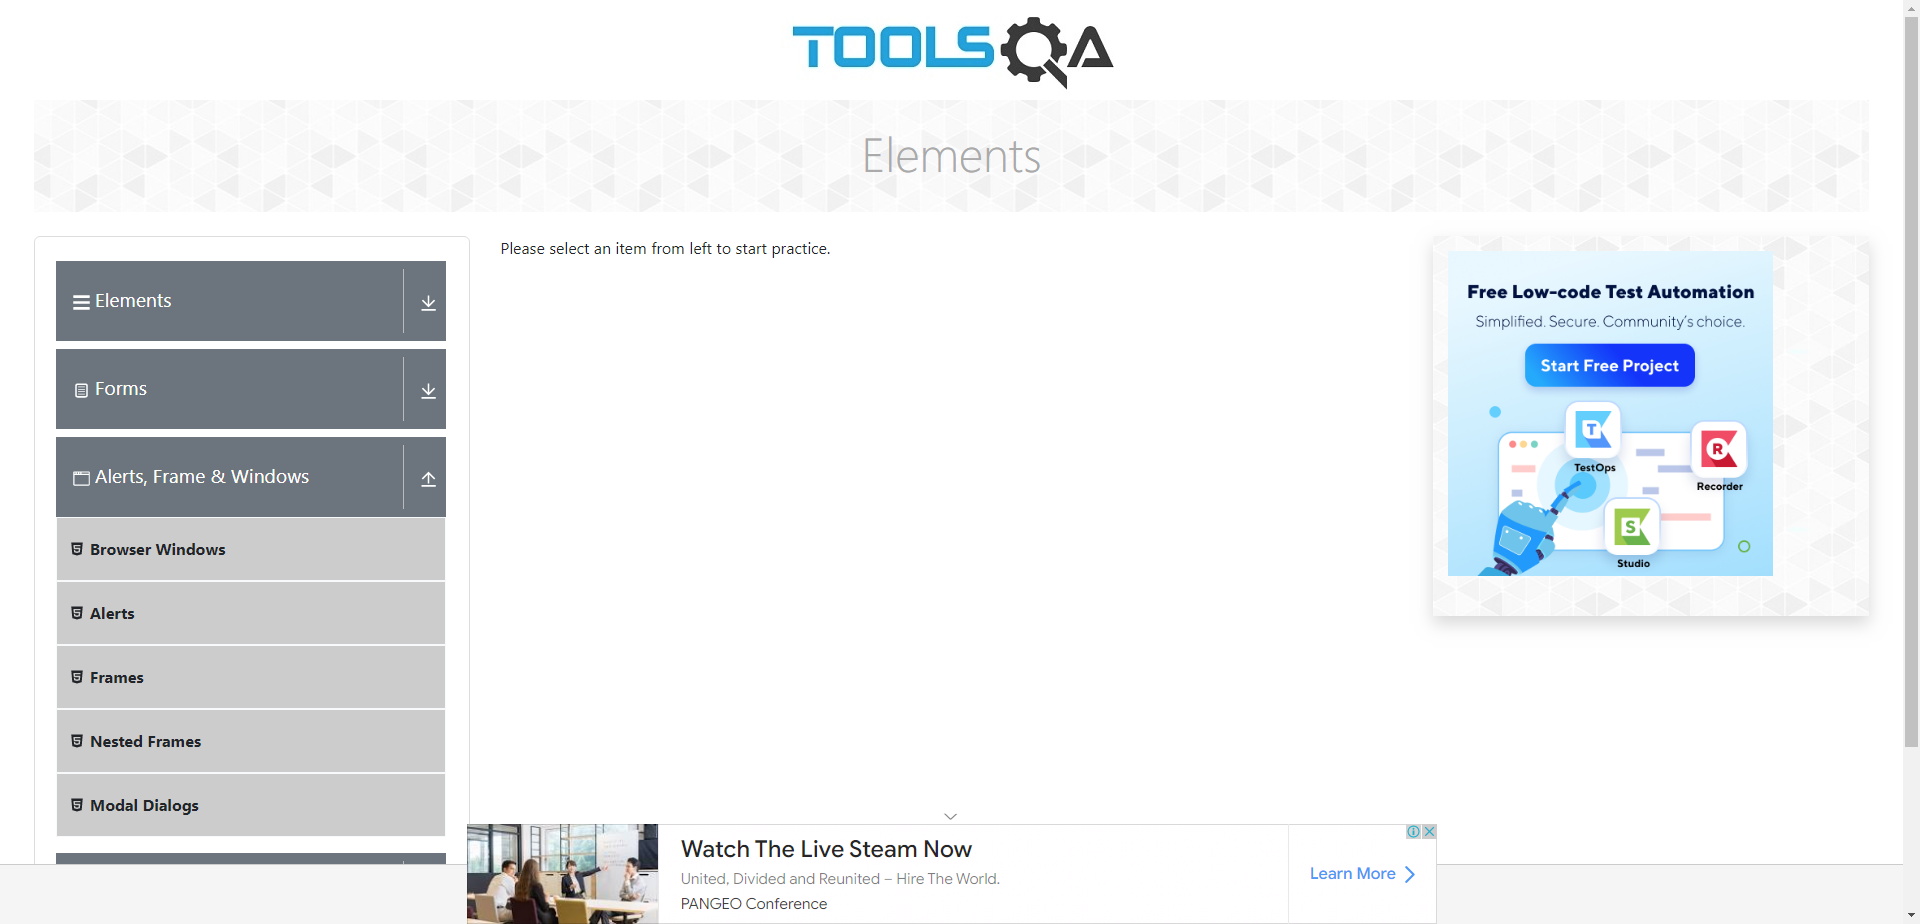 TOOLSQA
Elements
Elements
Forms
Alerts, Frame & Windows
Browser Windows
Alerts
Frames
Nested Frames
Modal Dialogs
Please select an item from left to start practice.
Free Low-code Test Automation
Simplified. Secure. Community's choice.
Start Free Project
T
TestOps
R
Recorder
S
Studio
Watch The Live Steam Now
United, Divided and Reunited – Hire The World.
PANGEO Conference
Learn More